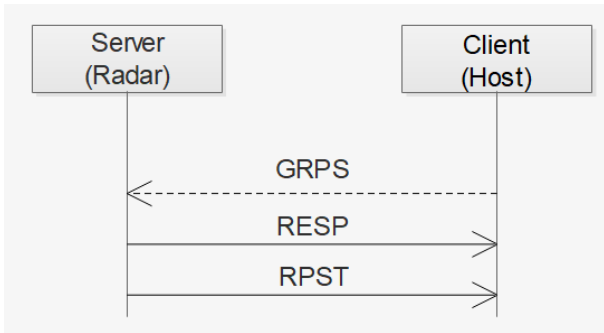 Server
(Radar)
Client
(Host)
GRPS
RESP
RPST